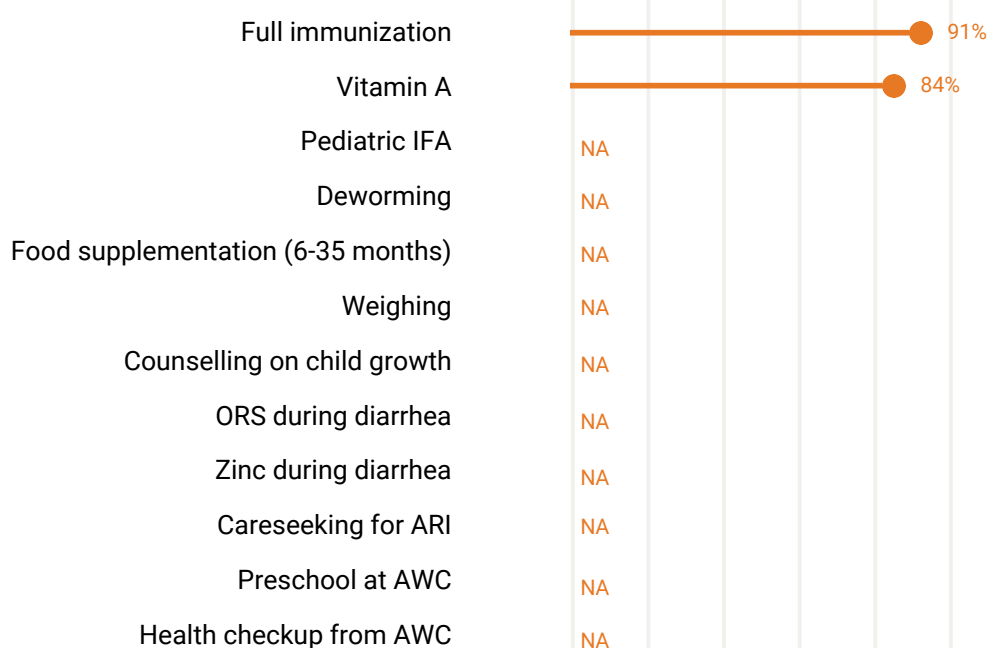 Full immunization 91%
Vitamin A 84%
Pediatric IFA NA
Deworming NA
Food supplementation (6-35 months) NA
Weighing NA
Counselling on child growth NA
ORS during diarrhea NA
Zinc during diarrhea NA
Careseeking for ARI NA
Preschool at AWC NA
Health checkup from AWC NA